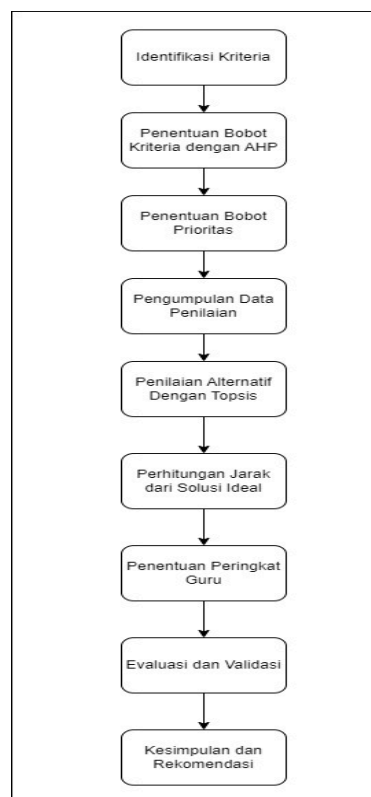 Identifikasi Kriteria
Penentuan Bobot
Kriteria dengan AHP
Penentuan Bobot
Prioritas
Pengumpulan Data
Penilaian
Penilaian Alternatif
Dengan Topsis
Perhitungan Jarak
dari Solusi Ideal
Penentuan Peringkat
Guru
Evaluasi dan Validasi
Kesimpulan dan
Rekomendasi